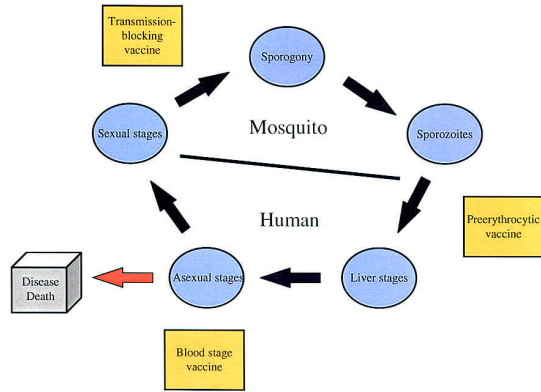 Transmission-
blocking
vaccine
Sporogony
Sexual stages
Mosquito
Sporozoites
Human
Preerythrocytic
vaccine
Disease
Death
Asexual stages
Liver stages
Blood stage
vaccine